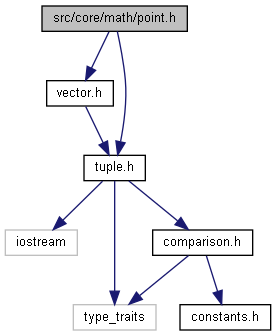 src/core/math/point.h
vector.h
tuple.h
iostream
comparison.h
type_traits
constants.h